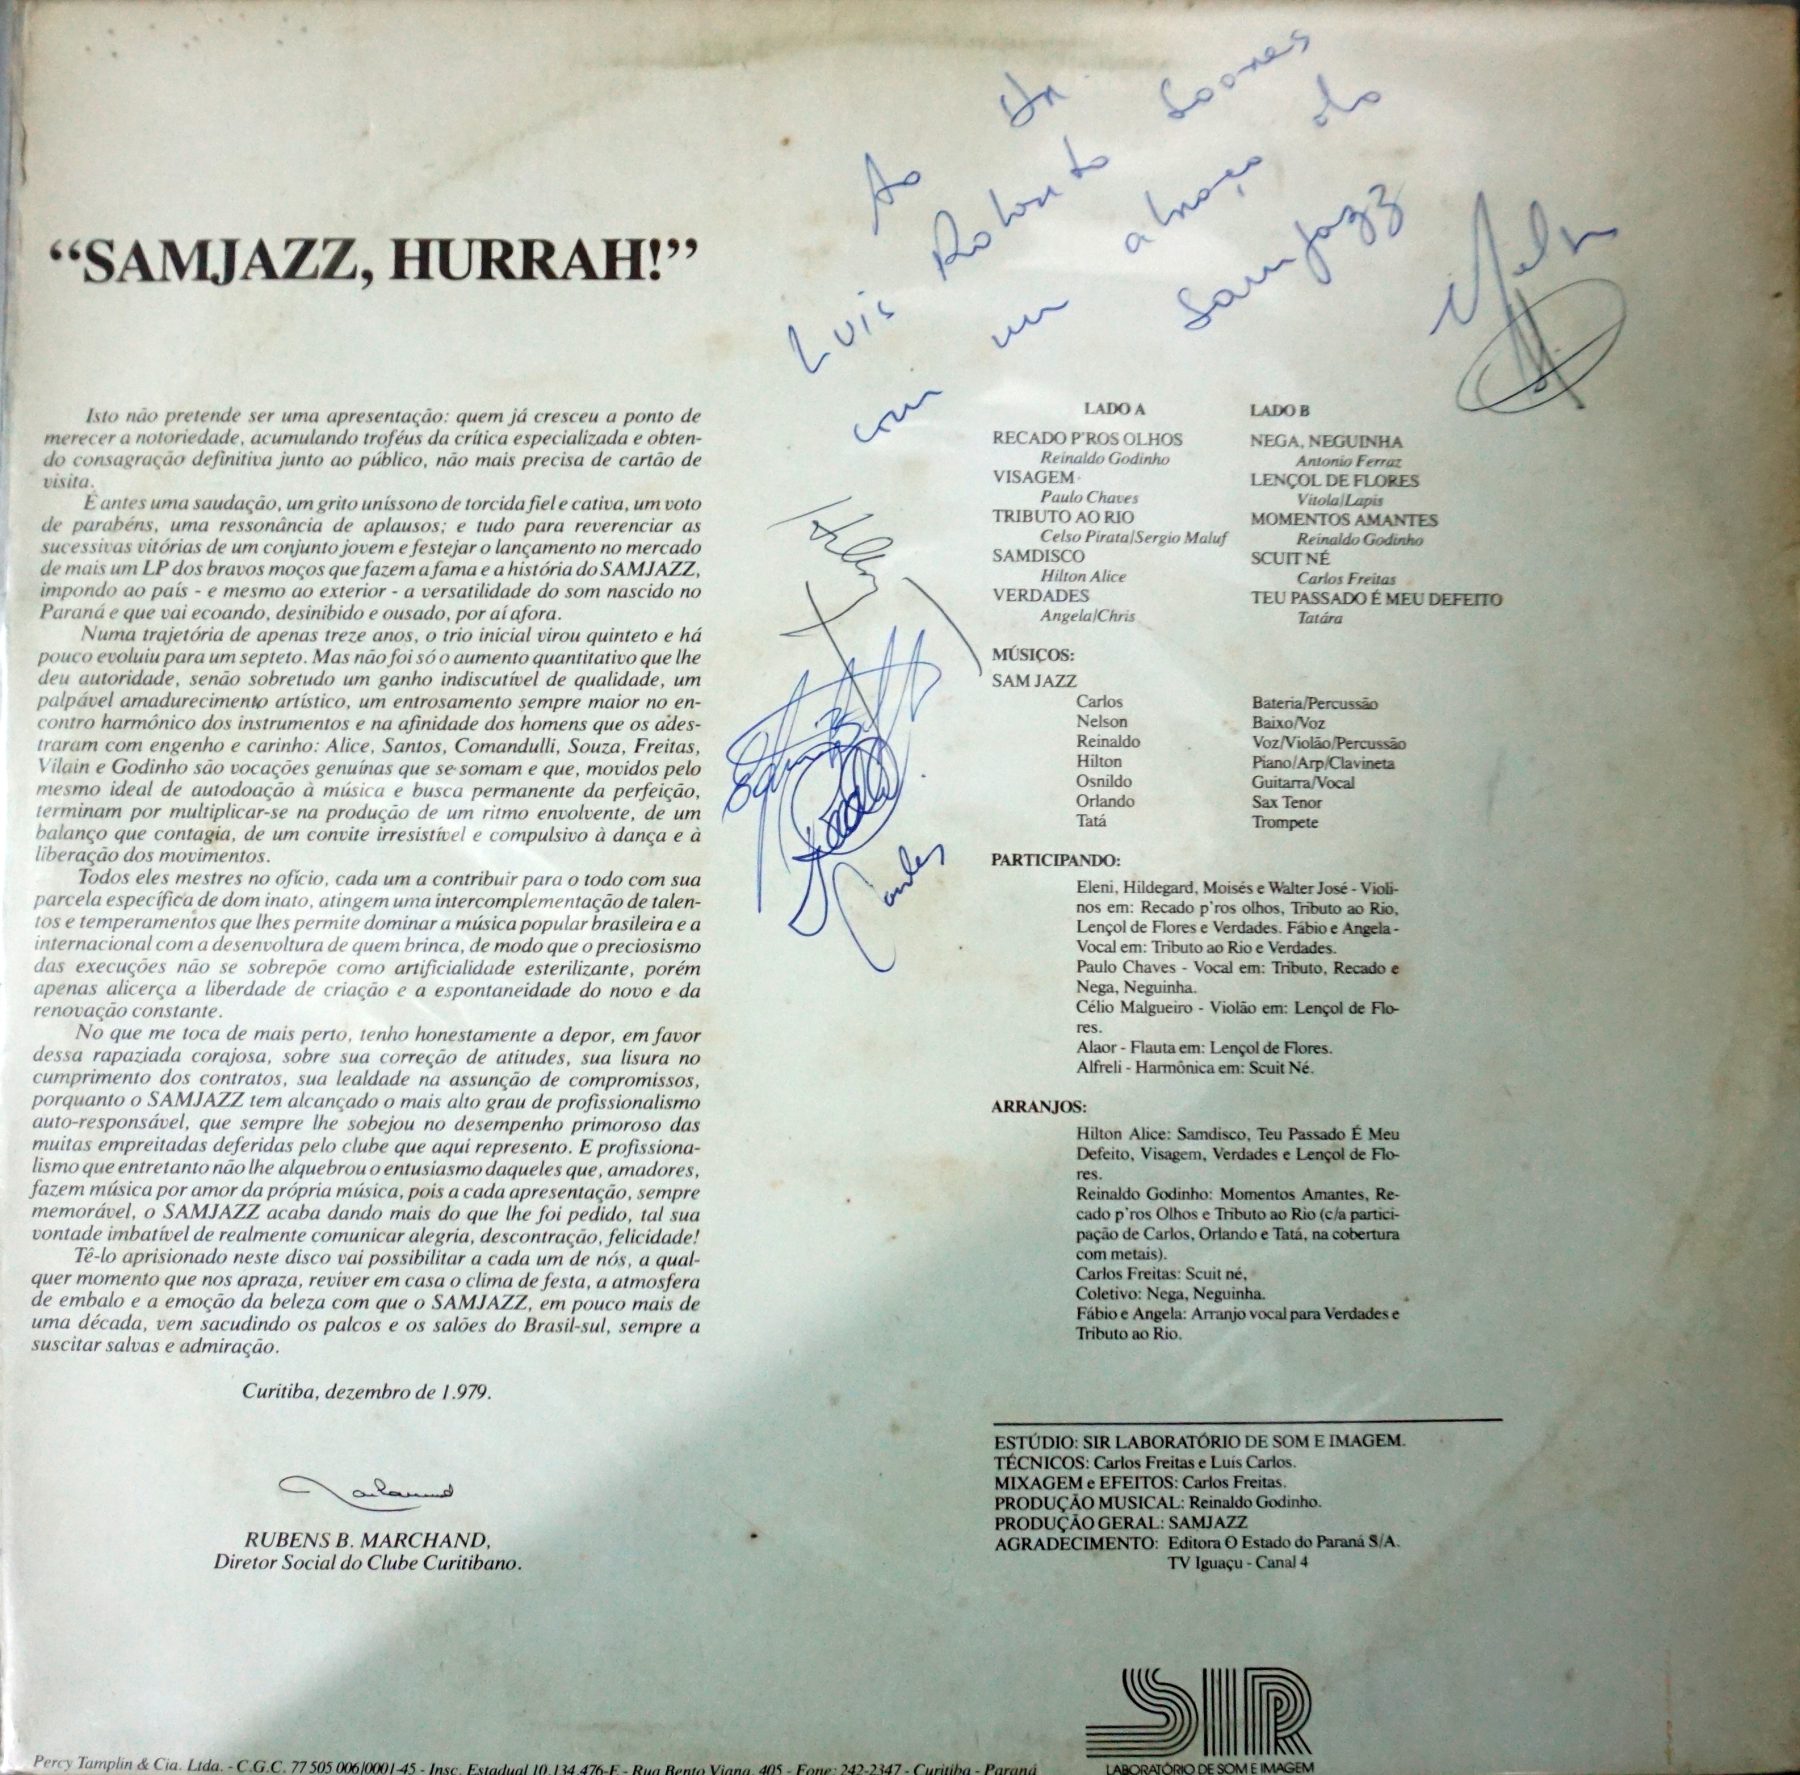 Ao Dr.
Luis Roberto Soares
com um abraço do
Samjazz
"SAMJAZZ, HURRAH!"
Isto não pretende ser uma apresentação: quem já cresceu a ponto de
merecer a notoriedade, acumulando troféus da crítica especializada e obten-
do consagração definitiva junto ao público, não mais precisa de cartão de
visita.
É antes uma saudação, um grito uníssono de torcida fiel e cativa, um voto
de parabéns, uma ressonância de aplausos; e tudo para reverenciar as
sucessivas vitórias de um conjunto jovem e festejar o lançamento no mercado
de mais um LP dos bravos moços que fazem a fama e a história do SAMJAZZ,
impondo ao país - e mesmo ao exterior - a versatilidade do som nascido no
Paraná e que vai ecoando, desinibido e ousado, por aí afora.
Numa trajetória de apenas treze anos, o trio inicial virou quinteto e há
pouco evoluiu para um septeto. Mas não foi só o aumento quantitativo que lhe
deu autoridade, senão sobretudo um ganho indiscutível de qualidade, um
palpável amadurecimento artístico, um entrosamento sempre maior no en-
contro harmônico dos instrumentos e na afinidade dos homens que os ades-
traram com engenho e carinho: Alice, Santos, Comandulli, Souza, Freitas,
Vilain e Godinho são vocações genuínas que se somam e que, movidos pelo
mesmo ideal de autodoação à música e busca permanente da perfeição,
terminam por multiplicar-se na produção de um ritmo envolvente, de um
balanço que contagia, de um convite irresistível e compulsivo à dança e à
liberação dos movimentos.
Todos eles mestres no ofício, cada um a contribuir para o todo com sua
parcela específica de dom inato, atingem uma intercomplementação de talen-
tos e temperamentos que lhes permite dominar a música popular brasileira e a
internacional com a desenvoltura de quem brinca, de modo que o preciosismo
das execuções não se sobrepõe como artificialidade esterilizante, porém
apenas alicerça a liberdade de criação e a espontaneidade do novo e da
renovação constante.
No que me toca de mais perto, tenho honestamente a depor, em favor
dessa rapaziada corajosa, sobre sua correção de atitudes, sua lisura no
cumprimento dos contratos, sua lealdade na assunção de compromissos,
porquanto o SAMJAZZ tem alcançado o mais alto grau de profissionalismo
auto-responsável, que sempre lhe sobejou no desempenho primoroso das
muitas empreitadas deferidas pelo clube que aqui represento. E profissiona-
lismo que entretanto não lhe alquebrou o entusiasmo daqueles que, amadores,
fazem música por amor da própria música, pois a cada apresentação, sempre
memorável, o SAMJAZZ acaba dando mais do que lhe foi pedido, tal sua
vontade imbatível de realmente comunicar alegria, descontração, felicidade!
Tê-lo aprisionado neste disco vai possibilitar a cada um de nós, a qual-
quer momento que nos apraza, reviver em casa o clima de festa, a atmosfera
de embalo e a emoção da beleza com que o SAMJAZZ, em pouco mais de
uma década, vem sacudindo os palcos e os salões do Brasil-sul, sempre a
suscitar salvas e admiração.
Curitiba, dezembro de 1.979.
RUBENS B. MARCHAND,
Diretor Social do Clube Curitibano.
LADO A
RECADO P'ROS OLHOS
Reinaldo Godinho
VISAGEM
Paulo Chaves
TRIBUTO AO RIO
Celso Pirata/Sergio Maluf
SAMDISCO
Hilton Alice
VERDADES
Angela/Chris
LADO B
NEGA, NEGUINHA
Antonio Ferraz
LENÇOL DE FLORES
Vitola/Lapis
MOMENTOS AMANTES
Reinaldo Godinho
SCUIT NÉ
Carlos Freitas
TEU PASSADO É MEU DEFEITO
Tatára
MÚSICOS:
SAM JAZZ
Carlos Bateria/Percussão
Nelson Baixo/Voz
Reinaldo Voz/Violão/Percussão
Hilton Piano/Arp/Clavineta
Osnildo Guitarra/Vocal
Orlando Sax Tenor
Tatá Trompete
PARTICIPANDO:
Eleni, Hildegard, Moisés e Walter José - Violi-
nos em: Recado p'ros olhos, Tributo ao Rio,
Lençol de Flores e Verdades. Fábio e Angela -
Vocal em: Tributo ao Rio e Verdades.
Paulo Chaves - Vocal em: Tributo, Recado e
Nega, Neguinha.
Célio Malgueiro - Violão em: Lençol de Flo-
res.
Alaor - Flauta em: Lençol de Flores.
Alfreli - Harmônica em: Scuit Né.
ARRANJOS:
Hilton Alice: Samdisco, Teu Passado É Meu
Defeito, Visagem, Verdades e Lençol de Flo-
res.
Reinaldo Godinho: Momentos Amantes, Re-
cado p'ros Olhos e Tributo ao Rio (c/a partici-
pação de Carlos, Orlando e Tatá, na cobertura
com metais).
Carlos Freitas: Scuit né,
Coletivo: Nega, Neguinha.
Fábio e Angela: Arranjo vocal para Verdades e
Tributo ao Rio.
ESTÚDIO: SIR LABORATÓRIO DE SOM E IMAGEM.
TÉCNICOS: Carlos Freitas e Luís Carlos.
MIXAGEM e EFEITOS: Carlos Freitas.
PRODUÇÃO MUSICAL: Reinaldo Godinho.
PRODUÇÃO GERAL: SAMJAZZ
AGRADECIMENTO: Editora O Estado do Paraná S/A.
TV Iguaçu - Canal 4
SIR
LABORATÓRIO DE SOM E IMAGEM
Percy Tamplin & Cia. Ltda. - C.G.C. 77 505 006/0001-45 - Insc. Estadual 10.134.476-F - Rua Bento Viana, 405 - Fone: 242-2347 - Curitiba - Paraná